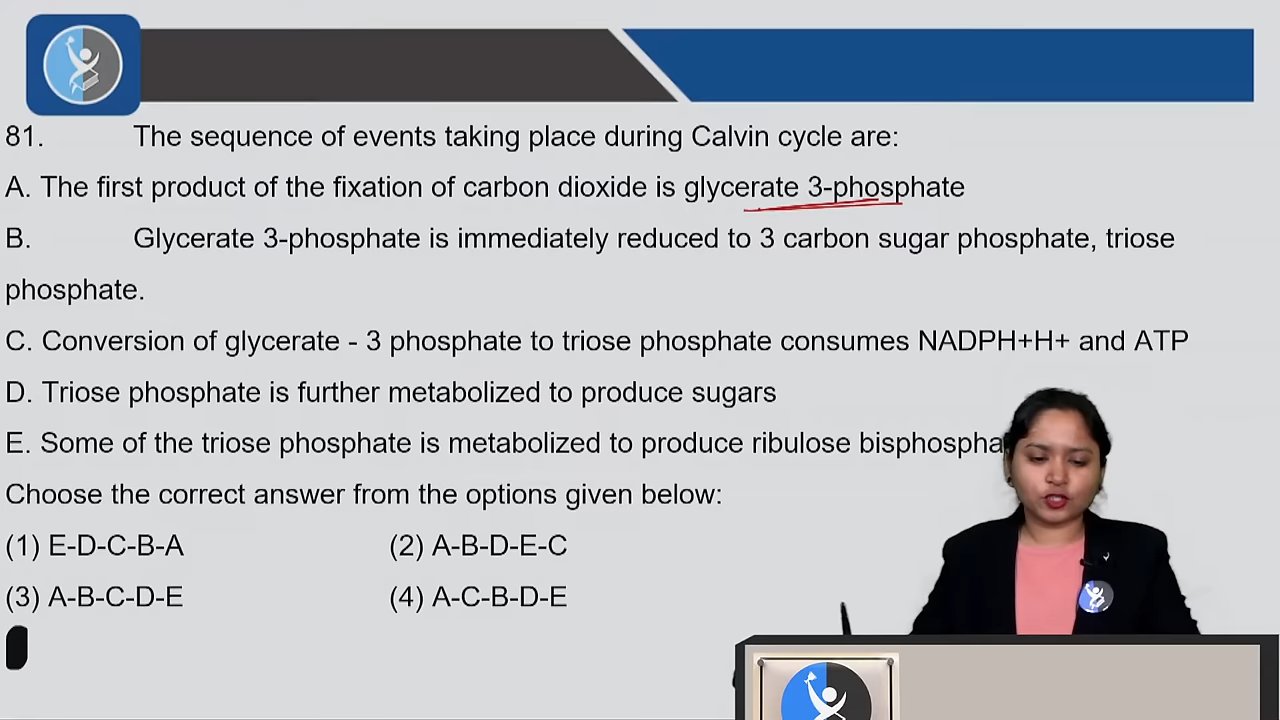 81. The sequence of events taking place during Calvin cycle are:
A. The first product of the fixation of carbon dioxide is glycerate 3-phosphate
B. Glycerate 3-phosphate is immediately reduced to 3 carbon sugar phosphate, triose
phosphate.
C. Conversion of glycerate - 3 phosphate to triose phosphate consumes NADPH+H+ and ATP
D. Triose phosphate is further metabolized to produce sugars
E. Some of the triose phosphate is metabolized to produce ribulose
Choose the correct answer from the options given below:
(1) E-D-C-B-A (2) A-B-D-E-C
(3) A-B-C-D-E (4) A-C-B-D-E